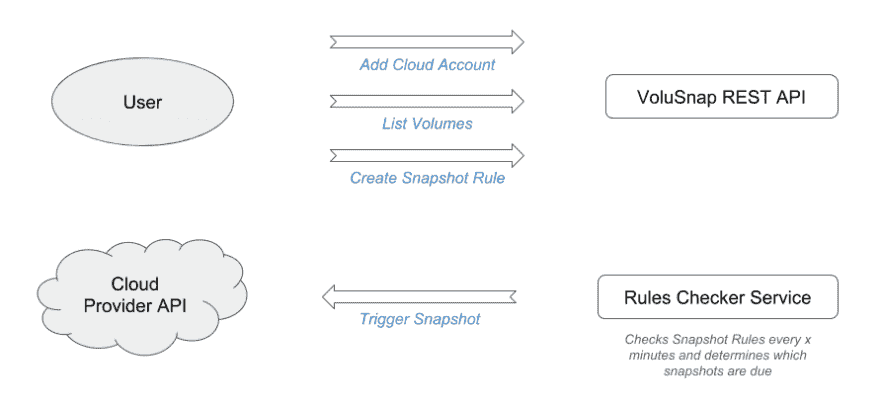 Add Cloud Account
User
VoluSnap REST API
List Volumes
Create Snapshot Rule
Cloud
Provider API
Trigger Snapshot
Rules Checker Service
Checks Snapshot Rules every x
minutes and determines which
snapshots are due